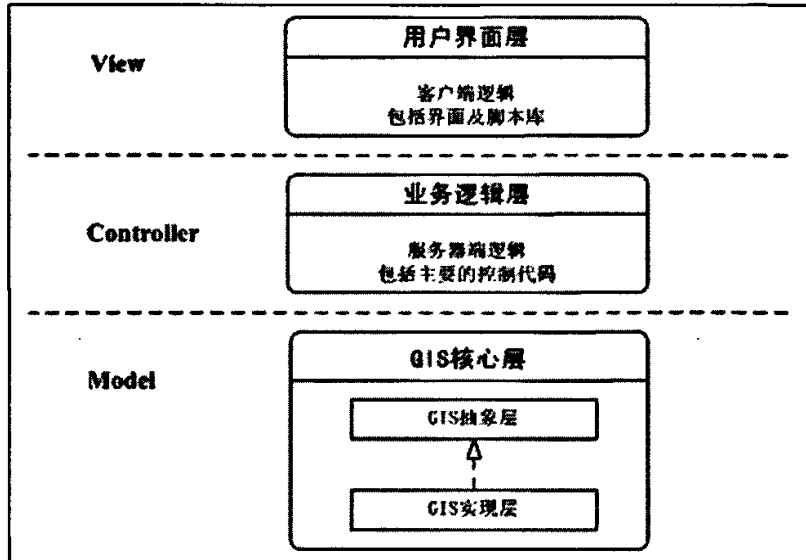 View
用户界面层
客户端逻辑
包括界面及脚本库
Controller
业务逻辑层
服务器端逻辑
包括主要的控制代码
Model
GIS核心层
GIS抽象层
GIS实现层